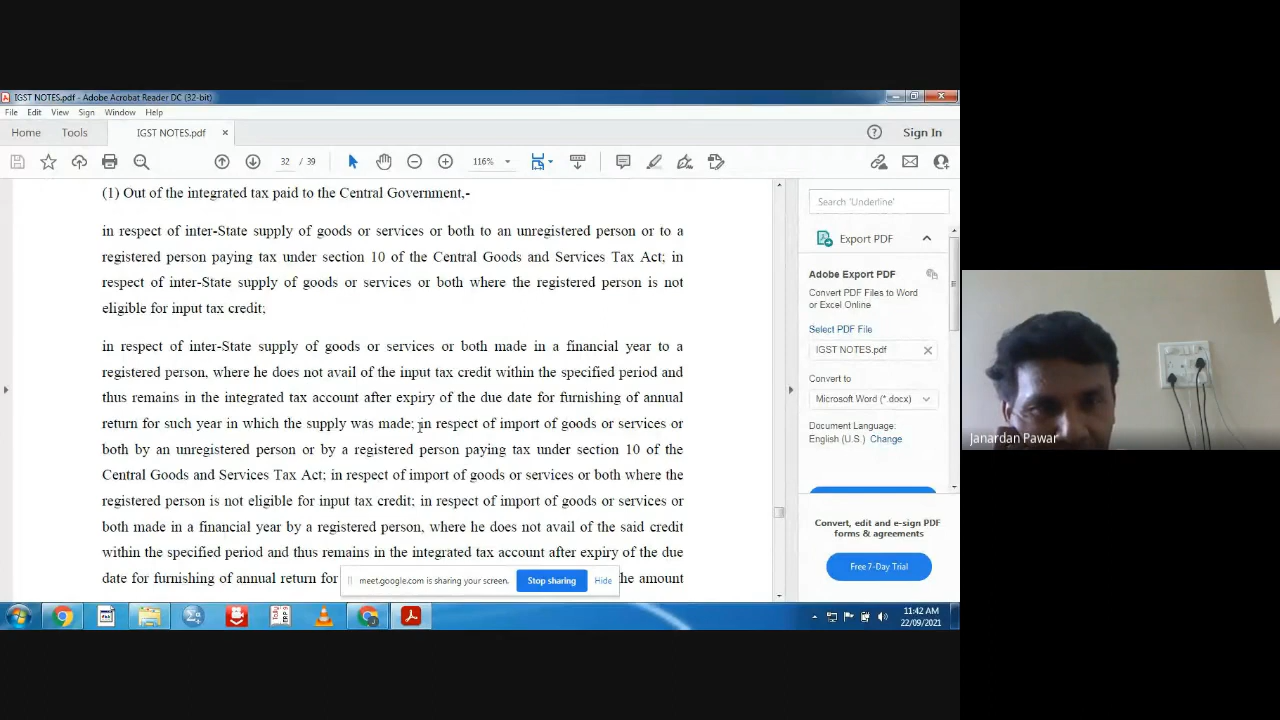 IGST NOTES.pdf - Adobe Acrobat Reader DC (32-bit)
File Edit View Sign Window Help
Home Tools IGST NOTES.pdf × Sign In
32 / 39 116%
(1) Out of the integrated tax paid to the Central Government,-
in respect of inter-State supply of goods or services or both to an unregistered person or to a
registered person paying tax under section 10 of the Central Goods and Services Tax Act; in
respect of inter-State supply of goods or services or both where the registered person is not
eligible for input tax credit;
in respect of inter-State supply of goods or services or both made in a financial year to a
registered person, where he does not avail of the input tax credit within the specified period and
thus remains in the integrated tax account after expiry of the due date for furnishing of annual
return for such year in which the supply was made; in respect of import of goods or services or
both by an unregistered person or by a registered person paying tax under section 10 of the
Central Goods and Services Tax Act; in respect of import of goods or services or both where the
registered person is not eligible for input tax credit; in respect of import of goods or services or
both made in a financial year by a registered person, where he does not avail of the said credit
within the specified period and thus remains in the integrated tax account after expiry of the due
date for furnishing of annual return for the amount
meet.google.com is sharing your screen. Stop sharing Hide
Search 'Underline'
Export PDF
Adobe Export PDF
Convert PDF Files to Word
or Excel Online
Select PDF File
IGST NOTES.pdf
Convert to
Microsoft Word (*.docx)
Document Language:
English (U.S.) Change
Convert, edit and e-sign PDF
forms & agreements
Free 7-Day Trial
11:42 AM
22/09/2021
Janardan Pawar